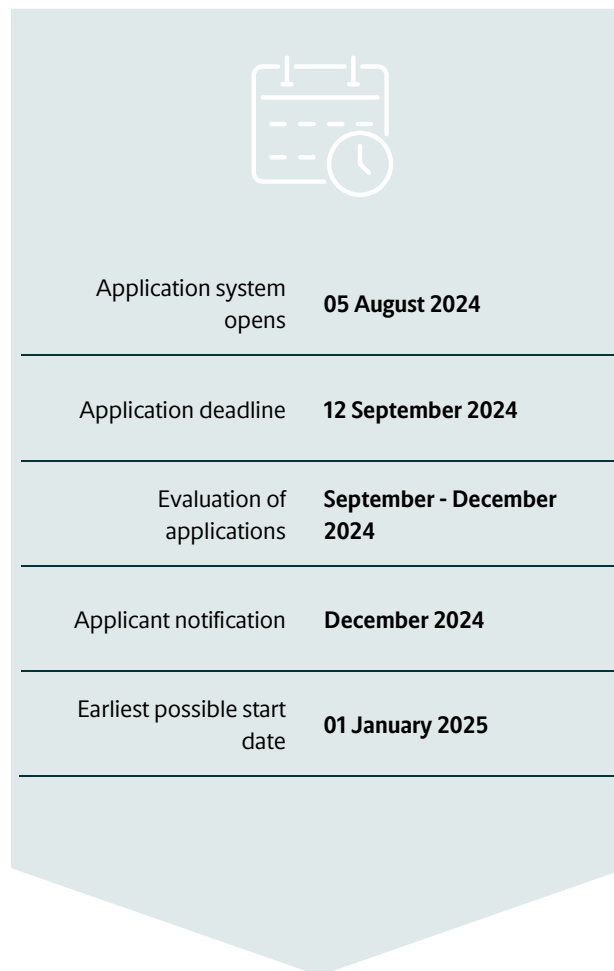 Application system
opens
05 August 2024
Application deadline
12 September 2024
Evaluation of
applications
September - December
2024
Applicant notification
December 2024
Earliest possible start
date
01 January 2025